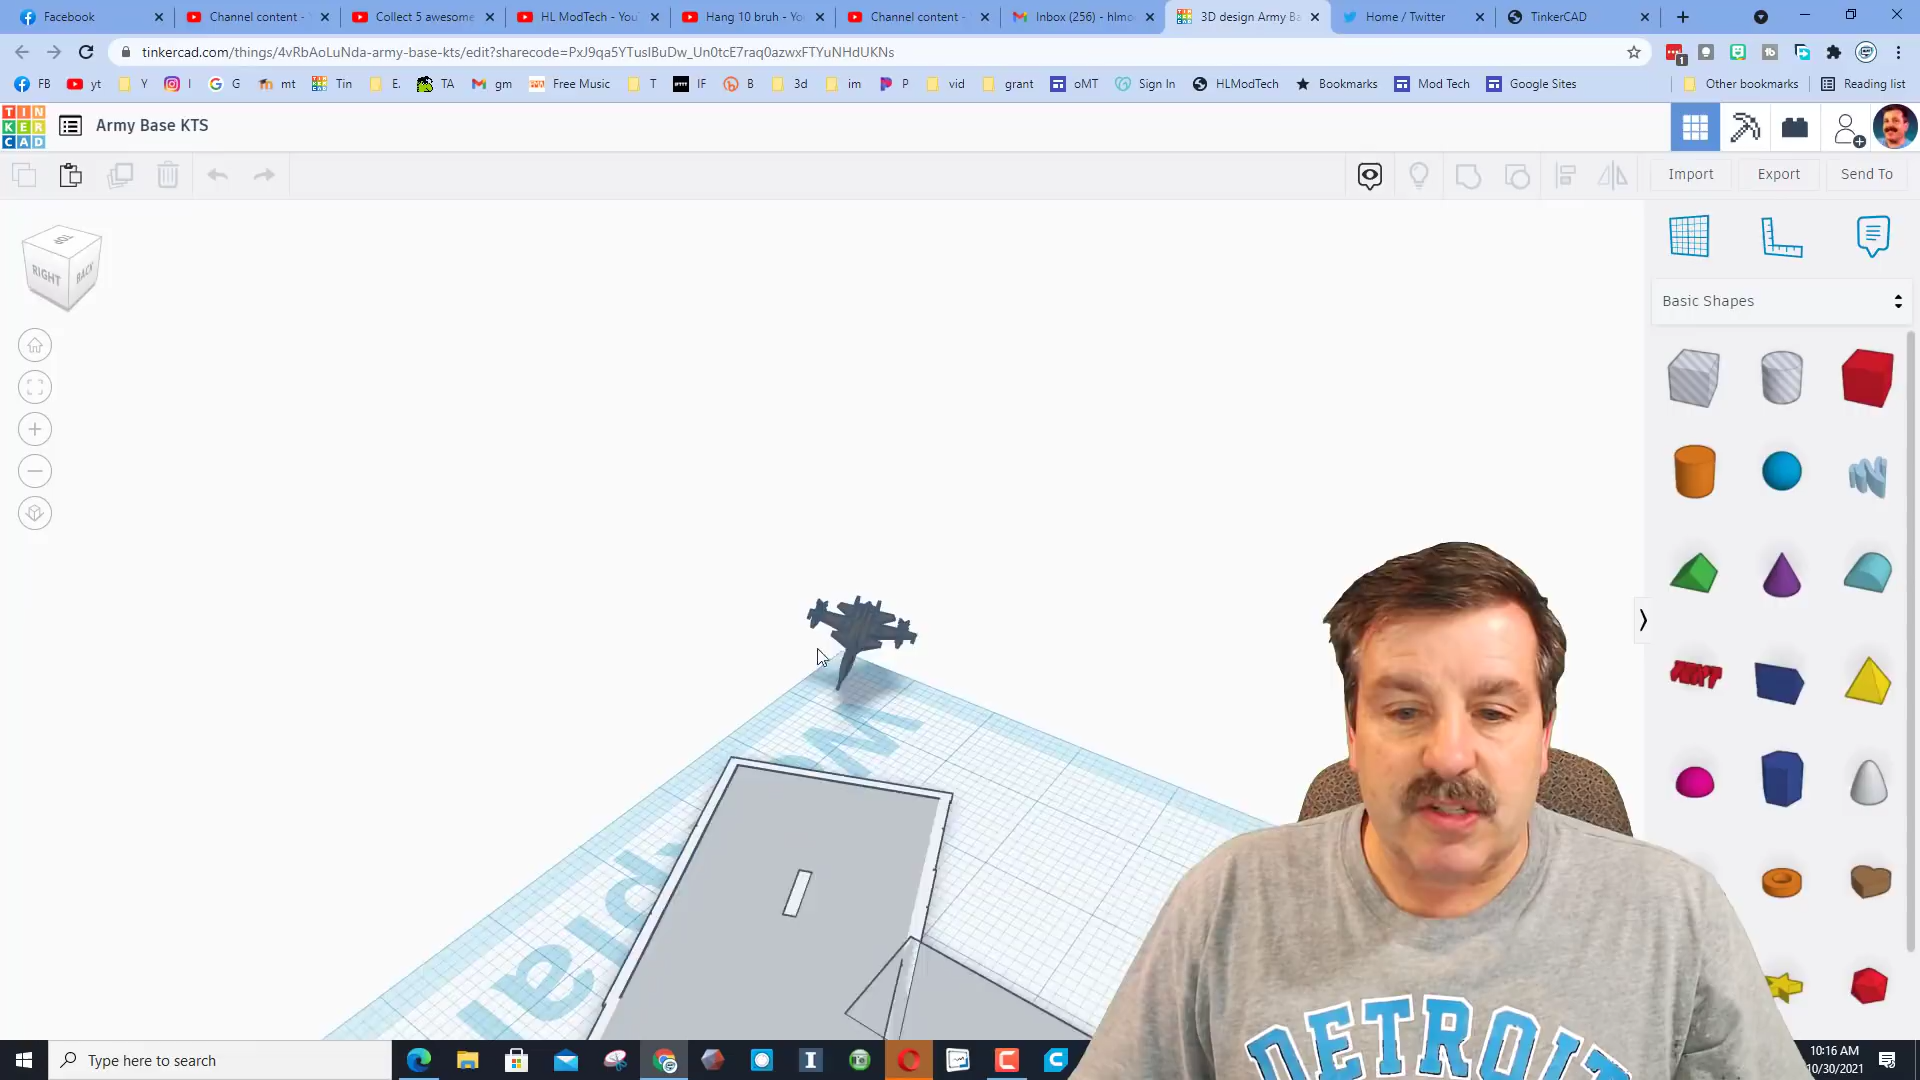 Facebook
Channel content -
Collect 5 awesome
HL ModTech - You
Hang 10 bruh - Yo
Channel content -
Inbox (256) - hlmo
3D design Army Ba
Home / Twitter
TinkerCAD
tinkercad.com/things/4vRbAoLuNda-army-base-kts/edit?sharecode=PxJ9qa5YTusIBuDw_Un0tcE7raq0azwxFTYuNHdUKNs
1
FB yt Y I G mt Tin E. TA gm Free Music T IF B 3d im P vid grant oMT Sign In HLModTech Bookmarks Mod Tech Google Sites Other bookmarks Reading list
TINKERCAD
Army Base KTS
Import Export Send To
TOP
RIGHT BACK
Basic Shapes
TEXT
DETROIT
Type here to search
10:16 AM
10/30/2021